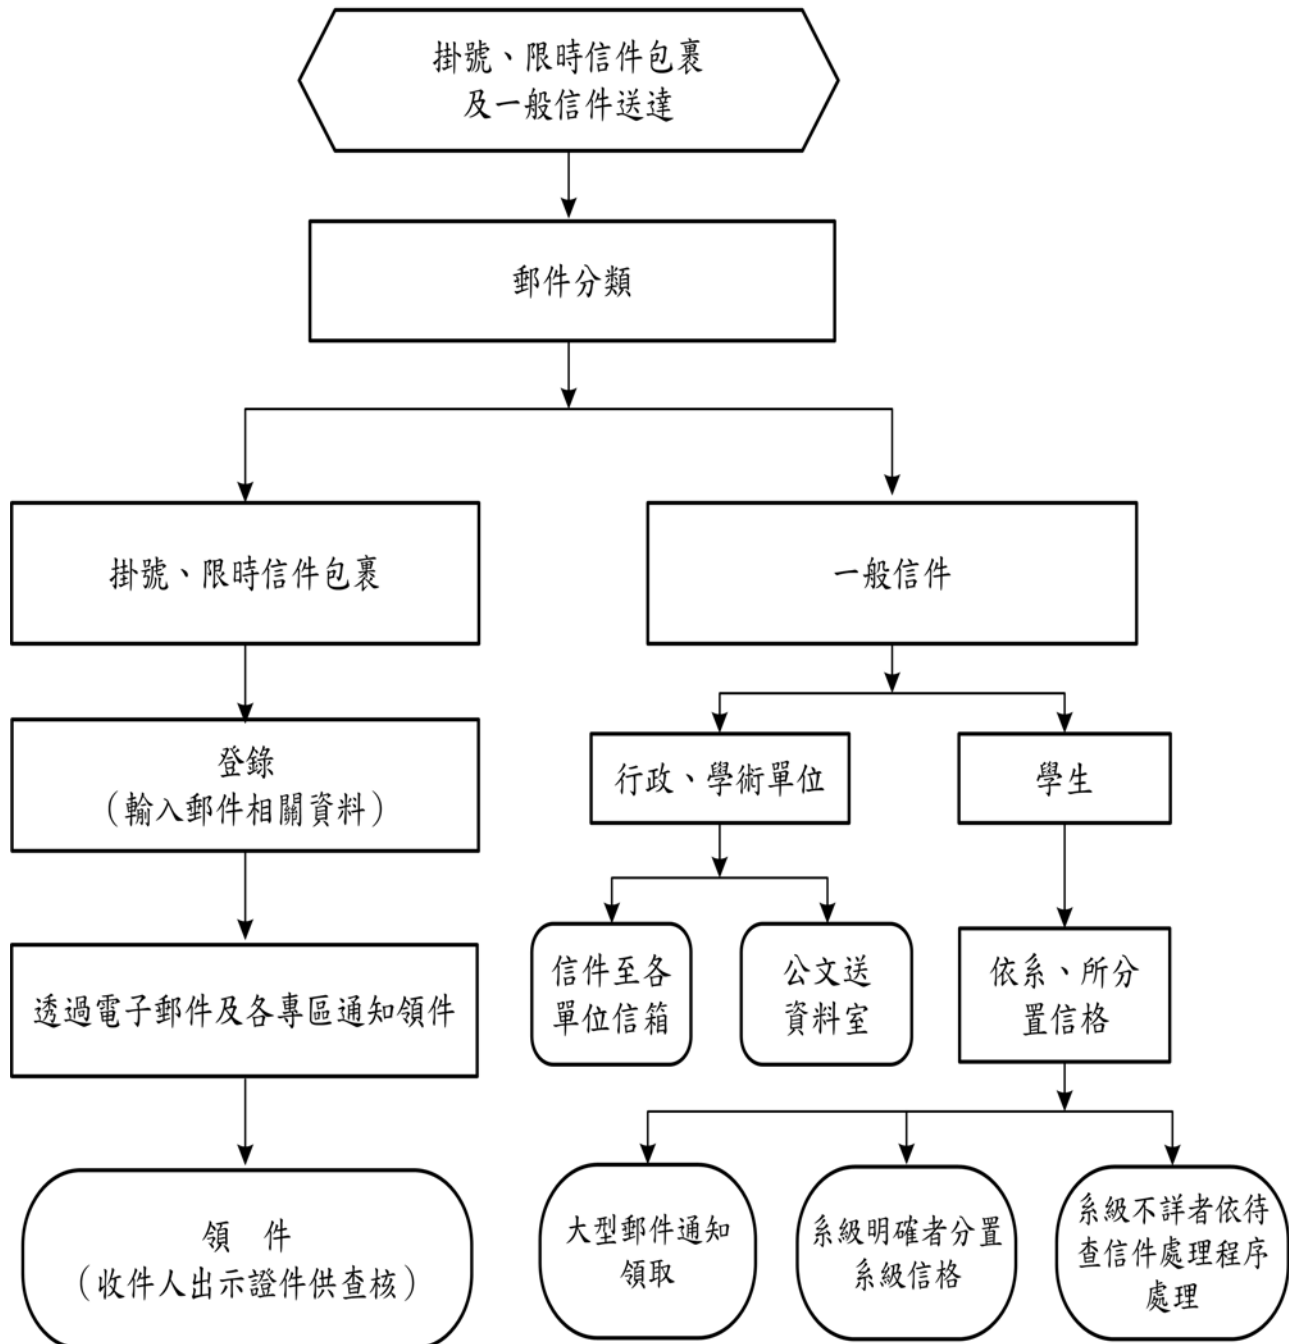 掛號、限時信件包裹
及一般信件送達
郵件分類
掛號、限時信件包裹
一般信件
登錄
（輸入郵件相關資料）
行政、學術單位
學生
透過電子郵件及各專區通知領件
信件至各
單位信箱
公文送
資料室
依系、所分
置信格
領 件
（收件人出示證件供查核）
大型郵件通知
領取
系級明確者分置
系級信格
系級不詳者依待
查信件處理程序
處理